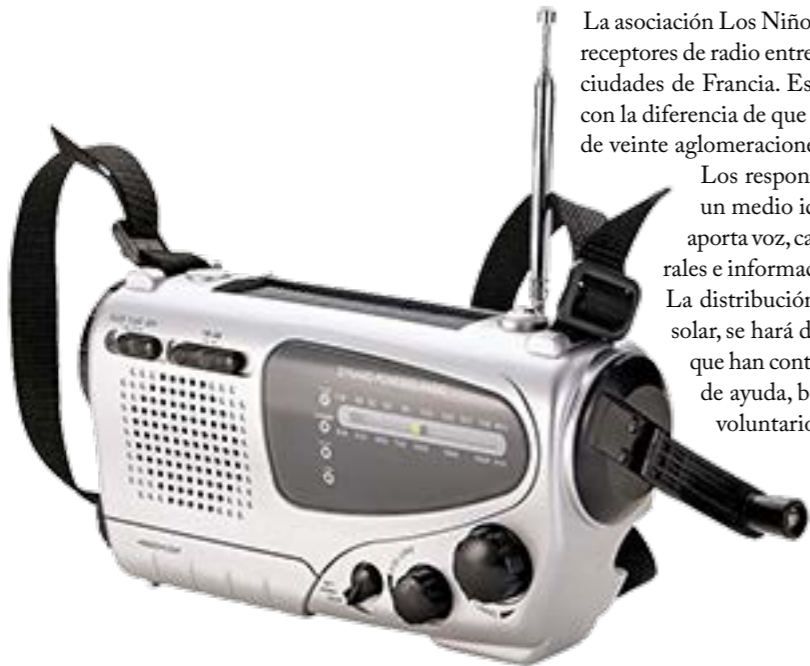 La asociación Los Niño
receptores de radio entre
ciudades de Francia. Es
con la diferencia de que
de veinte aglomeracione
Los respon
un medio ic
aporta voz, ca
rales e informac
La distribución
solar, se hará d
que han cont
de ayuda, b
voluntario